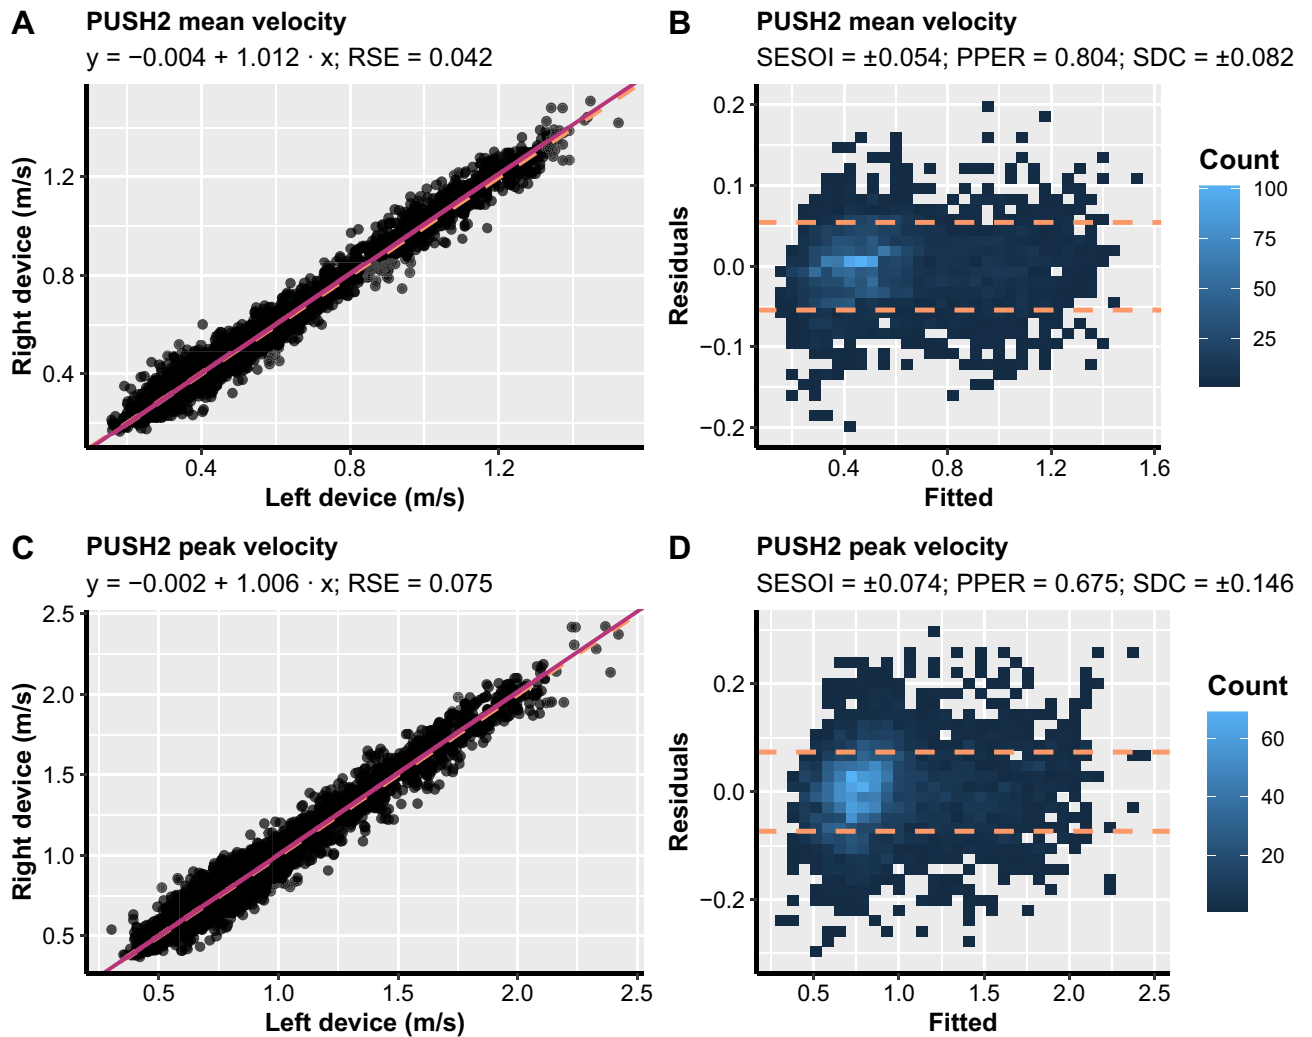 A
PUSH2 mean velocity
y = −0.004 + 1.012 · x; RSE = 0.042
Right device (m/s)
1.2
0.8
0.4
0.4
0.8
1.2
Left device (m/s)
B
PUSH2 mean velocity
SESOI = ±0.054; PPER = 0.804; SDC = ±0.082
Residuals
0.2
0.1
0.0
−0.1
−0.2
0.4
0.8
1.2
1.6
Fitted
Count
100
75
50
25
C
PUSH2 peak velocity
y = −0.002 + 1.006 · x; RSE = 0.075
Right device (m/s)
2.5
2.0
1.5
1.0
0.5
0.5
1.0
1.5
2.0
2.5
Left device (m/s)
D
PUSH2 peak velocity
SESOI = ±0.074; PPER = 0.675; SDC = ±0.146
Residuals
0.2
0.0
−0.2
0.5
1.0
1.5
2.0
2.5
Fitted
Count
60
40
20